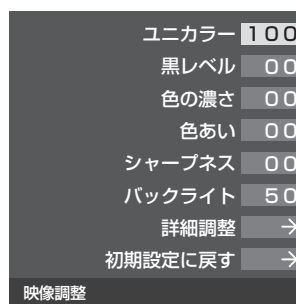 ユニカラー 100
黒レベル 00
色の濃さ 00
色あい 00
シャープネス 00
バックライト 50
詳細調整 →
初期設定に戻す →
映像調整